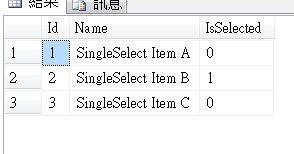 結果 訊息
Id Name IsSelected
1 1 SingleSelect Item A 0
2 2 SingleSelect Item B 1
3 3 SingleSelect Item C 0